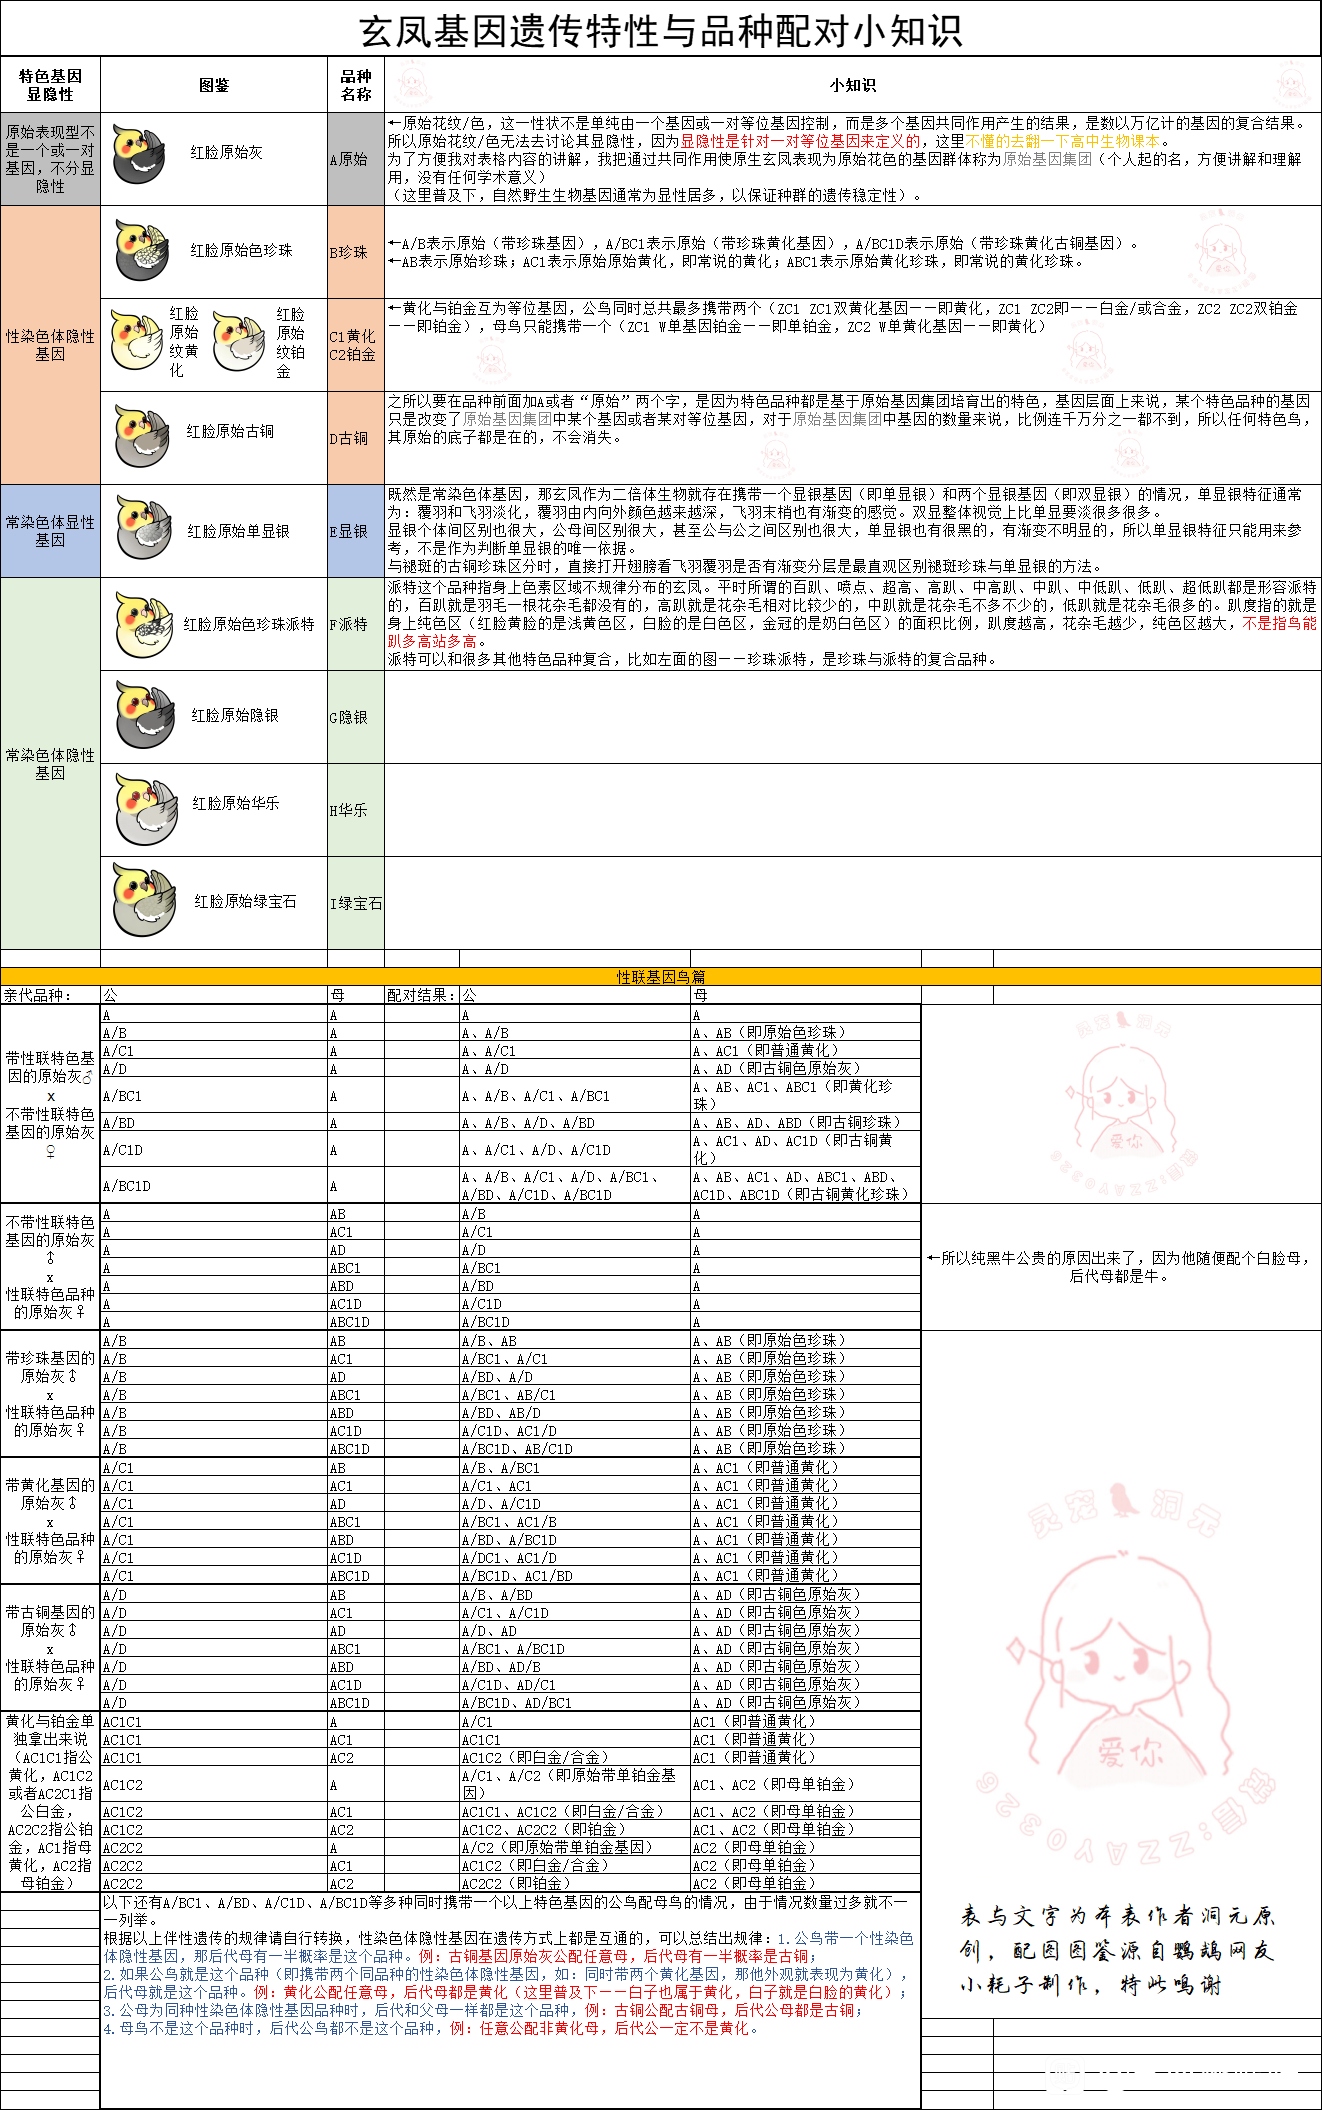 玄凤基因遗传特性与品种配对小知识
特色基因
显隐性
图鉴
品种
名称
小知识
原始表现型不
是一个或一对
基因，不分显
隐性
红脸原始灰
A原始
←原始花纹/色，这一性状不是单纯由一个基因或一对等位基因控制，而是多个基因共同作用产生的结果，是数以万亿计的基因的复合结果。
所以原始花纹/色无法去讨论其显隐性，因为显隐性是针对一对等位基因来定义的，这里不懂的去翻一下高中生物课本。
为了方便我对表格内容的讲解，我把通过共同作用使原生玄凤表现为原始花色的基因群体称为原始基因集团（个人起的名，方便讲解和理解
用，没有任何学术意义）
（这里普及下，自然野生生物基因通常为显性居多，以保证种群的遗传稳定性）。
性染色体隐性
基因
红脸原始色珍珠
B珍珠
←A/B表示原始（带珍珠基因），A/BC1表示原始（带珍珠黄化基因），A/BC1D表示原始（带珍珠黄化古铜基因）。
←AB表示原始珍珠；AC1表示原始原始黄化，即常说的黄化；ABC1表示原始黄化珍珠，即常说的黄化珍珠。
红脸
原始
纹黄
化
红脸
原始
纹铂
金
C1黄化
C2铂金
←黄化与铂金互为等位基因，公鸟同时总共最多携带两个（ZC1 ZC1双黄化基因——即黄化，ZC1 ZC2即——白金/或合金，ZC2 ZC2双铂金
——即铂金），母鸟只能携带一个（ZC1 W单基因铂金——即单铂金，ZC2 W单黄化基因——即黄化）
红脸原始古铜
D古铜
之所以要在品种前面加A或者“原始”两个字，是因为特色品种都是基于原始基因集团培育出的特色，基因层面上来说，某个特色品种的基因
只是改变了原始基因集团中某个基因或者某对等位基因，对于原始基因集团中基因的数量来说，比例连千万分之一都不到，所以任何特色鸟，
其原始的底子都是在的，不会消失。
常染色体显性
基因
红脸原始单显银
E显银
既然是常染色体基因，那玄凤作为二倍体生物就存在携带一个显银基因（即单显银）和两个显银基因（即双显银）的情况，单显银特征通常
为：覆羽和飞羽淡化，覆羽由内向外颜色越来越深，飞羽末梢也有渐变的感觉。双显整体视觉上比单显要淡很多很多。
显银个体间区别也很大，公母间区别很大，甚至公与公之间区别也很大，单显银也有很黑的，有渐变不明显的，所以单显银特征只能用来参
考，不是作为判断单显银的唯一依据。
与褪斑的古铜珍珠区分时，直接打开翅膀看飞羽覆羽是否有渐变分层是最直观区别褪斑珍珠与单显银的方法。
常染色体隐性
基因
红脸原始色珍珠派特
F派特
派特这个品种指身上色素区域不规律分布的玄凤。平时所谓的百趴、喷点、超高、高趴、中高趴、中趴、中低趴、低趴、超低趴都是形容派特
的，百趴就是羽毛一根花杂毛都没有的，高趴就是花杂毛相对比较少的，中趴就是花杂毛不多不少的，低趴就是花杂毛很多的。趴度指的就是
身上纯色区（红脸黄脸的是浅黄色区，白脸的是白色区，金冠的是奶白色区）的面积比例，趴度越高，花杂毛越少，纯色区越大，不是指鸟能
趴多高站多高。
派特可以和很多其他特色品种复合，比如左面的图——珍珠派特，是珍珠与派特的复合品种。
红脸原始隐银
G隐银
红脸原始华乐
H华乐
红脸原始绿宝石
I绿宝石
性联基因鸟篇
亲代品种： 公 母 配对结果：公 母
带性联特色基
因的原始灰♂
x
不带性联特色
基因的原始灰
♀
A A A A
A/B A A、A/B A、AB（即原始色珍珠）
A/C1 A A、A/C1 A、AC1（即普通黄化）
A/D A A、A/D A、AD（即古铜色原始灰）
A/BC1 A A、A/B、A/C1、A/BC1 A、AB、AC1、ABC1（即黄化珍
珠）
A/BD A A、A/B、A/D、A/BD A、AB、AD、ABD（即古铜珍珠）
A/C1D A A、A/C1、A/D、A/C1D A、AC1、AD、AC1D（即古铜黄
化）
A/BC1D A A、A/B、A/C1、A/D、A/BC1、
A/BD、A/C1D、A/BC1D
A、AB、AC1、AD、ABC1、ABD、
AC1D、ABC1D（即古铜黄化珍珠）
不带性联特色
基因的原始灰
♂
x
性联特色品种
的原始灰♀
A AB A/B A
A AC1 A/C1 A
A AD A/D A
A ABC1 A/BC1 A
A ABD A/BD A
A AC1D A/C1D A
A ABC1D A/BC1D A
←所以纯黑牛公贵的原因出来了，因为他随便配个白脸母，
后代母都是牛。
带珍珠基因的
原始灰♂
x
性联特色品种
的原始灰♀
A/B AB A/B、AB A、AB（即原始色珍珠）
A/B AC1 A/BC1、A/C1 A、AB（即原始色珍珠）
A/B AD A/BD、A/D A、AB（即原始色珍珠）
A/B ABC1 A/BC1、AB/C1 A、AB（即原始色珍珠）
A/B ABD A/BD、AB/D A、AB（即原始色珍珠）
A/B AC1D A/C1D、AC1/D A、AB（即原始色珍珠）
A/B ABC1D A/BC1D、AB/C1D A、AB（即原始色珍珠）
带黄化基因的
原始灰♂
x
性联特色品种
的原始灰♀
A/C1 AB A/B、A/BC1 A、AC1（即普通黄化）
A/C1 AC1 A/C1、AC1 A、AC1（即普通黄化）
A/C1 AD A/D、A/C1D A、AC1（即普通黄化）
A/C1 ABC1 A/BC1、AC1/B A、AC1（即普通黄化）
A/C1 ABD A/BD、A/BC1D A、AC1（即普通黄化）
A/C1 AC1D A/DC1、AC1/D A、AC1（即普通黄化）
A/C1 ABC1D A/BC1D、AC1/BD A、AC1（即普通黄化）
带古铜基因的
原始灰♂
x
性联特色品种
的原始灰♀
A/D AB A/B、A/BD A、AD（即古铜色原始灰）
A/D AC1 A/C1、A/C1D A、AD（即古铜色原始灰）
A/D AD A/D、AD A、AD（即古铜色原始灰）
A/D ABC1 A/BC1、A/BC1D A、AD（即古铜色原始灰）
A/D ABD A/BD、AD/B A、AD（即古铜色原始灰）
A/D AC1D A/C1D、AD/C1 A、AD（即古铜色原始灰）
A/D ABC1D A/BC1D、AD/BC1 A、AD（即古铜色原始灰）
黄化与铂金单
独拿出来说
（AC1C1指公
黄化，AC1C2
或者AC2C1指
公白金，
AC2C2指公铂
金，AC1指母
黄化，AC2指
母铂金）
AC1C1 A A/C1 AC1（即普通黄化）
AC1C1 AC1 AC1C1 AC1（即普通黄化）
AC1C1 AC2 AC1C2（即白金/合金） AC1（即普通黄化）
AC1C2 A A/C1、A/C2（即原始带单铂金基
因）
AC1、AC2（即母单铂金）
AC1C2 AC1 AC1C1、AC1C2（即白金/合金） AC1、AC2（即母单铂金）
AC1C2 AC2 AC1C2、AC2C2（即铂金） AC1、AC2（即母单铂金）
AC2C2 A A/C2（即原始带单铂金基因） AC2（即母单铂金）
AC2C2 AC1 AC1C2（即白金/合金） AC2（即母单铂金）
AC2C2 AC2 AC2C2（即铂金） AC2（即母单铂金）
以下还有A/BC1、A/BD、A/C1D、A/BC1D等多种同时携带一个以上特色基因的公鸟配母鸟的情况，由于情况数量过多就不一
一列举。
根据以上伴性遗传的规律请自行转换，性染色体隐性基因在遗传方式上都是互通的，可以总结出规律：1.公鸟带一个性染色
体隐性基因，那后代母有一半概率是这个品种。例：古铜基因原始灰公配任意母，后代母有一半概率是古铜；
2.如果公鸟就是这个品种（即携带两个同品种的性染色体隐性基因，如：同时带两个黄化基因，那他外观就表现为黄化），
后代母就是这个品种。例：黄化公配任意母，后代母都是黄化（这里普及下——白子也属于黄化，白子就是白脸的黄化）；
3.公母为同种性染色体隐性基因品种时，后代和父母一样都是这个品种，例：古铜公配古铜母，后代公母都是古铜；
4.母鸟不是这个品种时，后代公鸟都不是这个品种，例：任意公配非黄化母，后代公一定不是黄化。
灵宠 洞元
爱你
微信:ZZAY0326
表与文字为本表作者洞元原
创，配图图鉴源自鹦鹉网友
小耗子制作，特此鸣谢